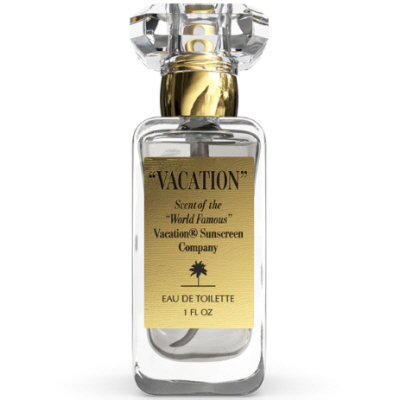 “VACATION”
Scent of the
“World Famous”
Vacation® Sunscreen
Company
EAU DE TOILETTE
1 FL OZ